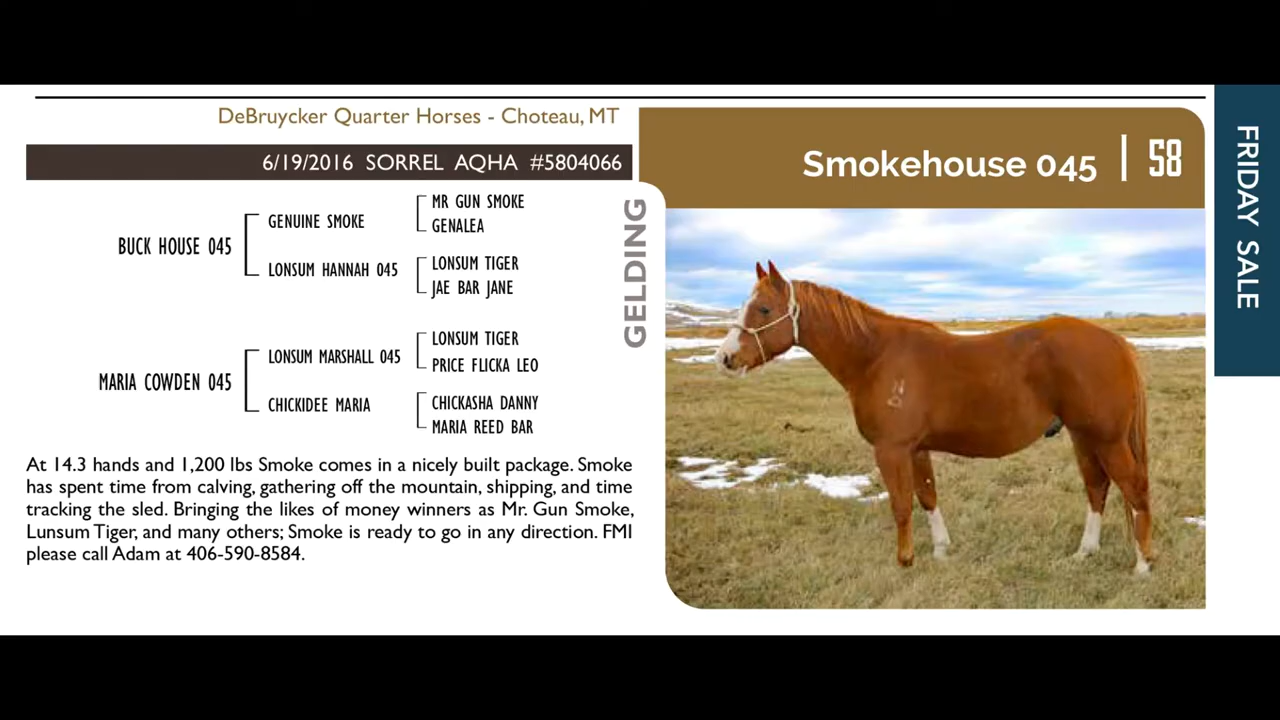 DeBruycker Quarter Horses - Choteau, MT
6/19/2016 SORREL AQHA #5804066
Smokehouse 045 | 58
FRIDAY SALE
GELDING
BUCK HOUSE 045
GENUINE SMOKE
MR GUN SMOKE
GENALEA
LONSUM HANNAH 045
LONSUM TIGER
JAE BAR JANE
MARIA COWDEN 045
LONSUM MARSHALL 045
LONSUM TIGER
PRICE FLICKA LEO
CHICKIDEE MARIA
CHICKASHA DANNY
MARIA REED BAR
At 14.3 hands and 1,200 lbs Smoke comes in a nicely built package. Smoke
has spent time from calving, gathering off the mountain, shipping, and time
tracking the sled. Bringing the likes of money winners as Mr. Gun Smoke,
Lunsum Tiger, and many others; Smoke is ready to go in any direction. FMI
please call Adam at 406-590-8584.